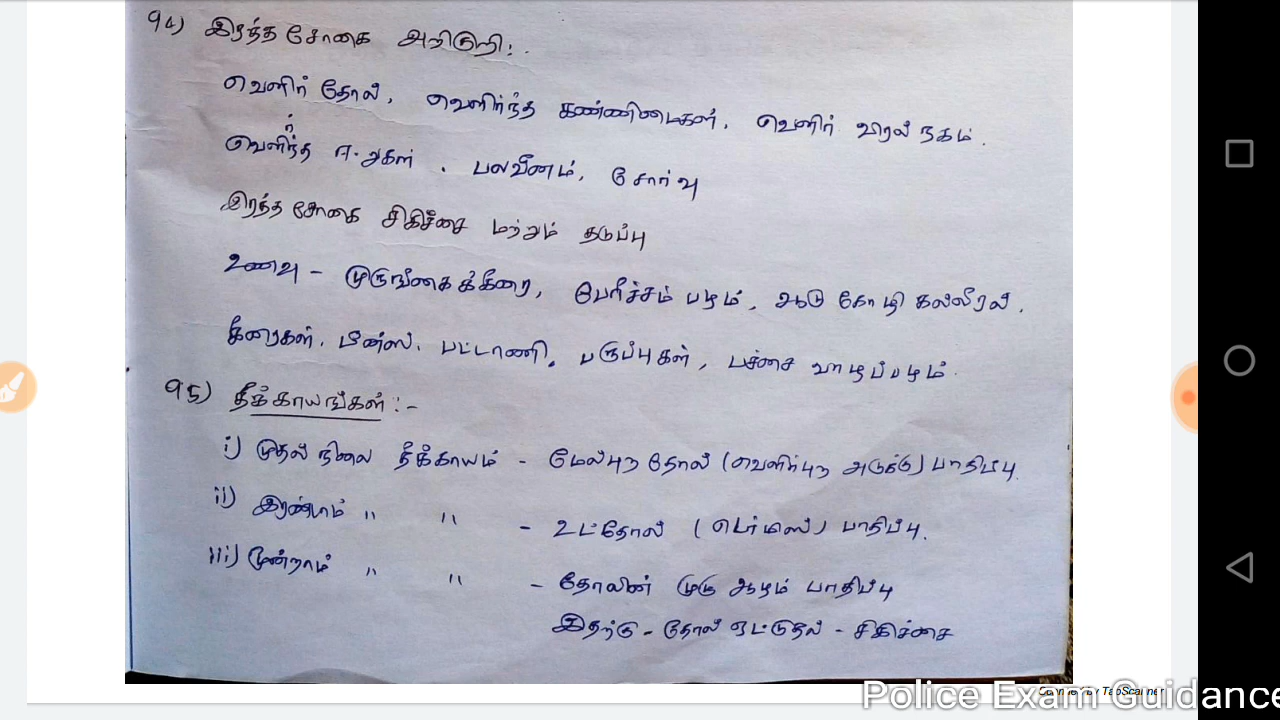 94) இரத்த சோகை அறிகுறி :.
வெளிர் தோல், வெளிர்ந்த கண்ணிமைகள், வெளிர் விரல் நகம்.
வெளிர்ந்த ஈ.றுகள். பலவீனம், சோர்வு
இரத்த சோகை சிகிச்சை மற்றும் தடுப்பு
உணவு - முருங்கைக்கீரை, பேரீச்சம் பழம், ஆடு கோழி கல்லீரல்.
கீரைகள், பீன்ஸ், பட்டாணி, பருப்புகள், பச்சை வாழப்பழம்.
95) தீக்காயங்கள் :-
i) முதல் நிலை தீக்காயம் - மேல்புற தோல் (வெளிர்புற அடுக்கு) பாதிப்பு.
ii) இரண்டாம் " " - உட்தோல் (டெர்மிஸ்) பாதிப்பு.
iii) மூன்றாம் " " - தோலின் முழு ஆழம் பாதிப்பு
இதற்கு - தோல் ஒட்டுதல் - சிகிச்சை
Police Exam Guidance